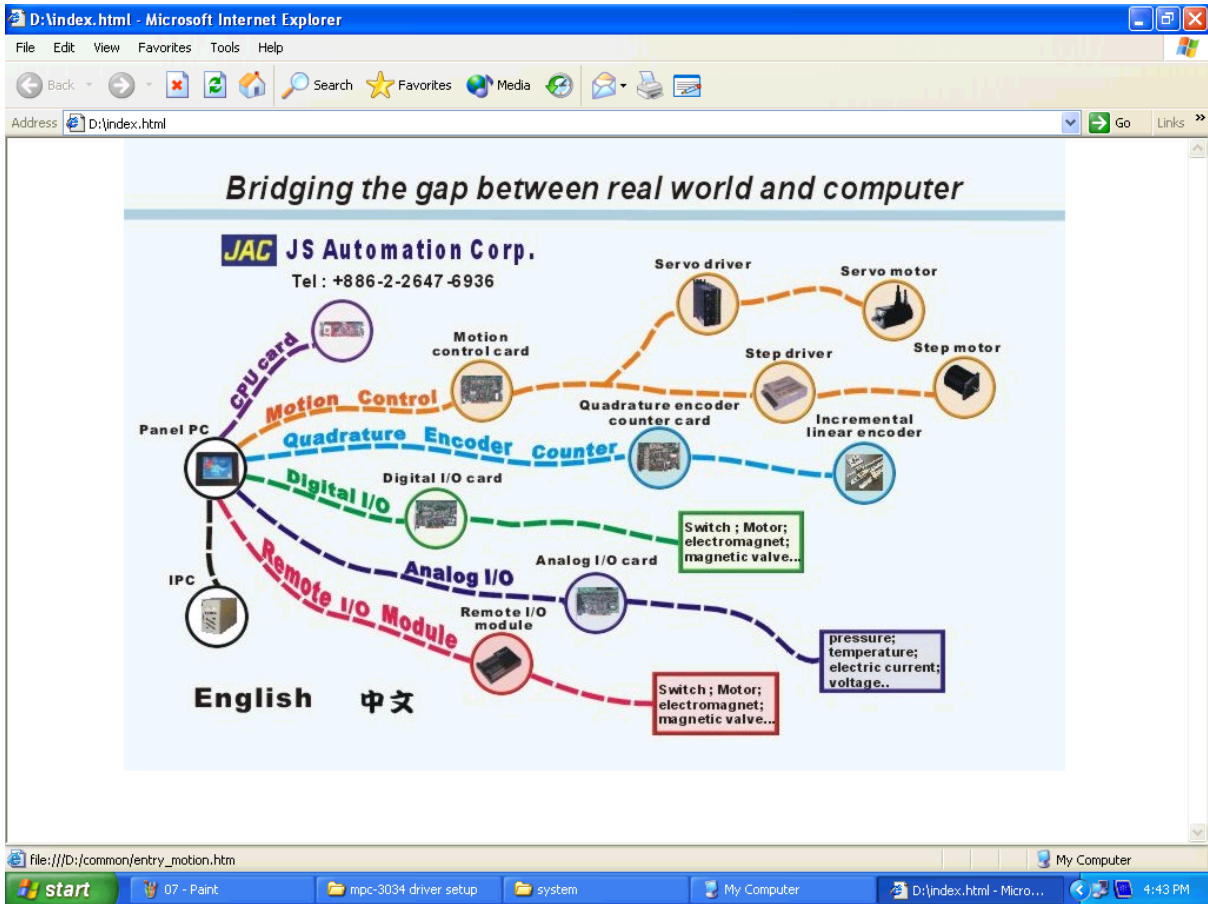 D:\index.html - Microsoft Internet Explorer
File Edit View Favorites Tools Help
Back Search Favorites Media
Address D:\index.html Go Links »
Bridging the gap between real world and computer
JAC JS Automation Corp.
Tel : +886-2-2647-6936
Servo driver
Servo motor
CPU card
Motion
control card
Step driver
Step motor
Motion Control
Quadrature encoder
counter card
Incremental
linear encoder
Panel PC
Quadrature Encoder Counter
Digital I/O
Digital I/O card
Switch ; Motor;
electromagnet;
magnetic valve...
Analog I/O
Analog I/O card
IPC
Remote I/O Module
Remote I/O
module
pressure;
temperature;
electric current;
voltage..
Switch ; Motor;
electromagnet;
magnetic valve...
English 中文
file:///D:/common/entry_motion.htm My Computer
start 07 - Paint mpc-3034 driver setup system My Computer D:\index.html - Micro... 4:43 PM